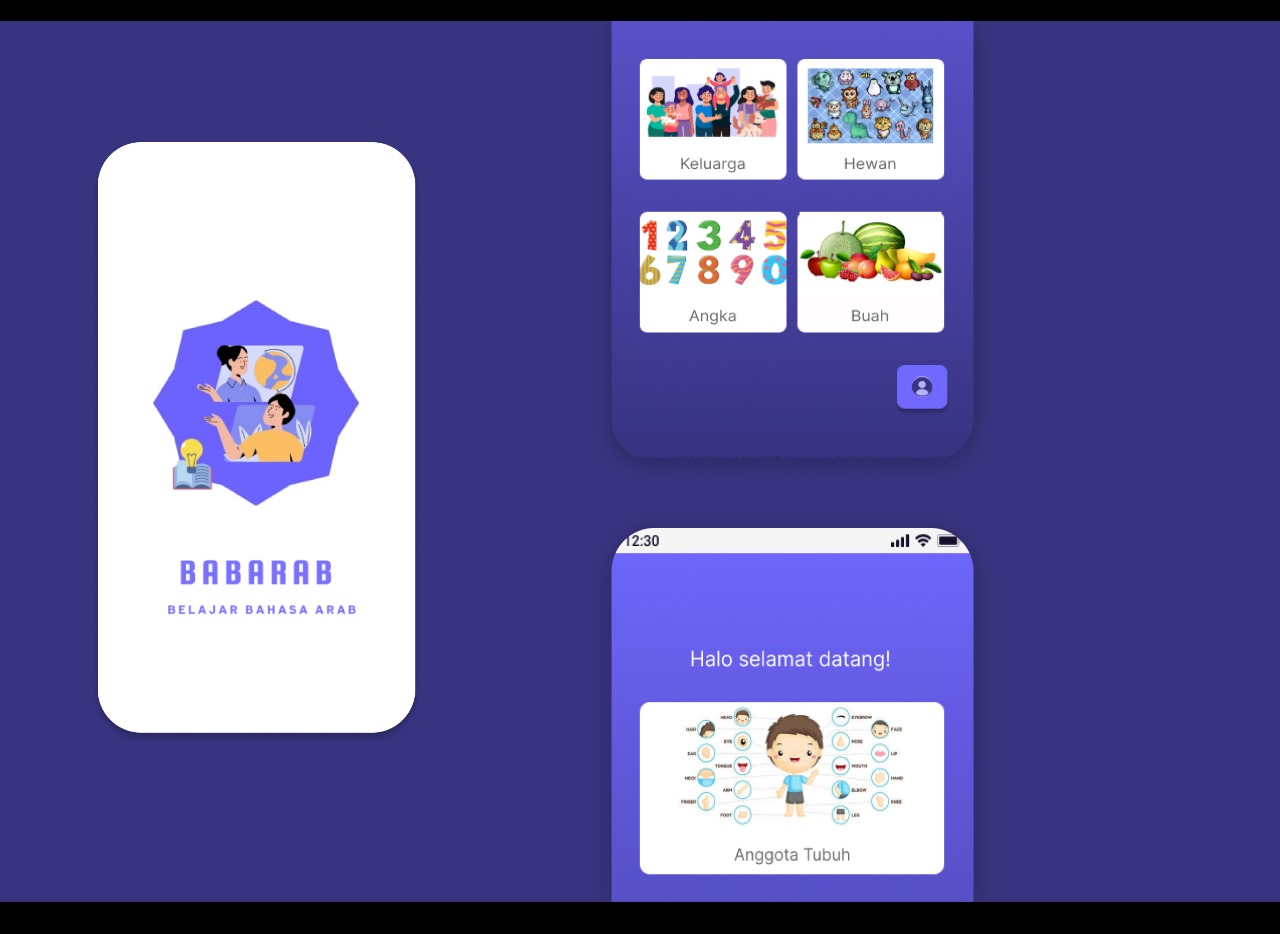 BABARAB
BELAJAR BAHASA ARAB
Keluarga
Hewan
1 2 3 4 5
6 7 8 9 0
Angka
Buah
12:30
Halo selamat datang!
HEAD
EYEBROW
HAIR
FACE
EYE
NOSE
EAR
LIP
TONGUE
MOUTH
NECK
HAND
ARM
ELBOW
FINGER
KNEE
FOOT
LEG
Anggota Tubuh